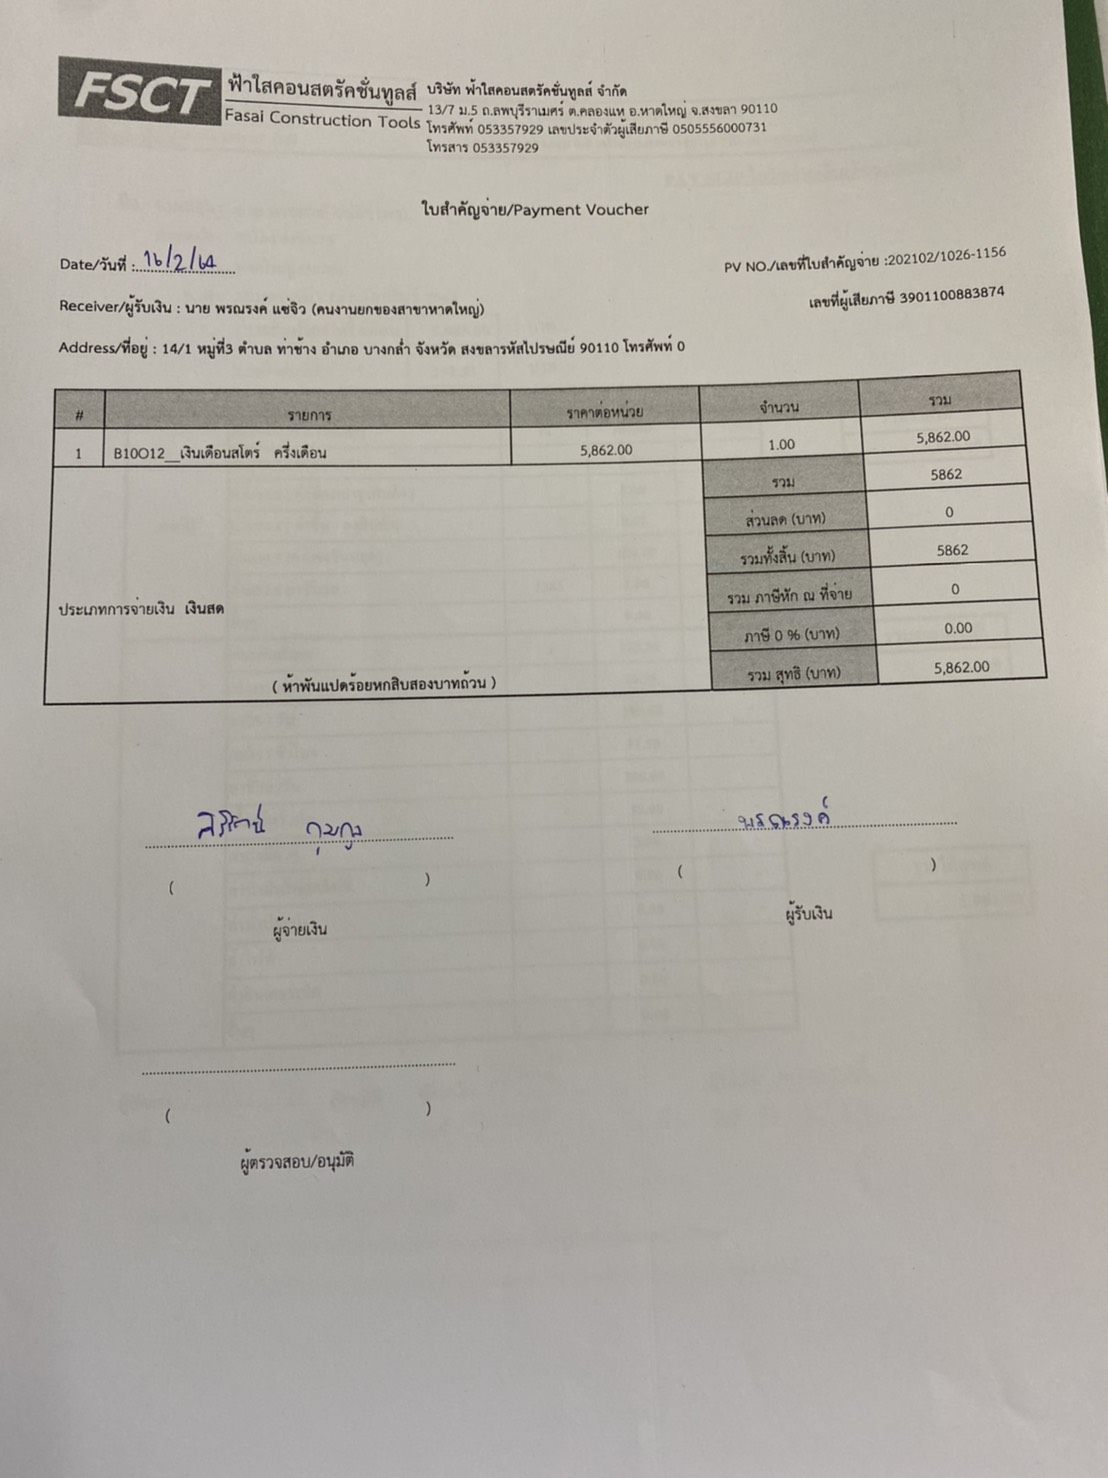 FSCT ฟ้าใสคอนสตรัคชั่นทูลส์
Fasai Construction Tools
บริษัท ฟ้าใสคอนสตรัคชั่นทูลส์ จำกัด
13/7 ม.5 ถ.ลพบุรีราเมศร์ ต.คลองแห อ.หาดใหญ่ จ.สงขลา 90110
โทรศัพท์ 053357929 เลขประจำตัวผู้เสียภาษี 0505556000731
โทรสาร 053357929
ใบสำคัญจ่าย/Payment Voucher
Date/วันที่ : 16/2/64
PV NO./เลขที่ใบสำคัญจ่าย :202102/1026-1156
Receiver/ผู้รับเงิน : นาย พรณรงค์ แซ่จิว (คนงานยกของสาขาหาดใหญ่)
เลขที่ผู้เสียภาษี 3901100883874
Address/ที่อยู่ : 14/1 หมู่ที่3 ตำบล ท่าช้าง อำเภอ บางกล่ำ จังหวัด สงขลารหัสไปรษณีย์ 90110 โทรศัพท์ 0
# รายการ ราคาต่อหน่วย จำนวน รวม
1 B10O12__เงินเดือนสโตร์ ครึ่งเดือน 5,862.00 1.00 5,862.00
รวม 5862
ส่วนลด (บาท) 0
รวมทั้งสิ้น (บาท) 5862
ประเภทการจ่ายเงิน เงินสด
รวม ภาษีหัก ณ ที่จ่าย 0
ภาษี 0 % (บาท) 0.00
( ห้าพันแปดร้อยหกสิบสองบาทถ้วน )
รวม สุทธิ (บาท) 5,862.00
พรณรงค์
( ) ( )
ผู้จ่ายเงิน ผู้รับเงิน
( )
ผู้ตรวจสอบ/อนุมัติ